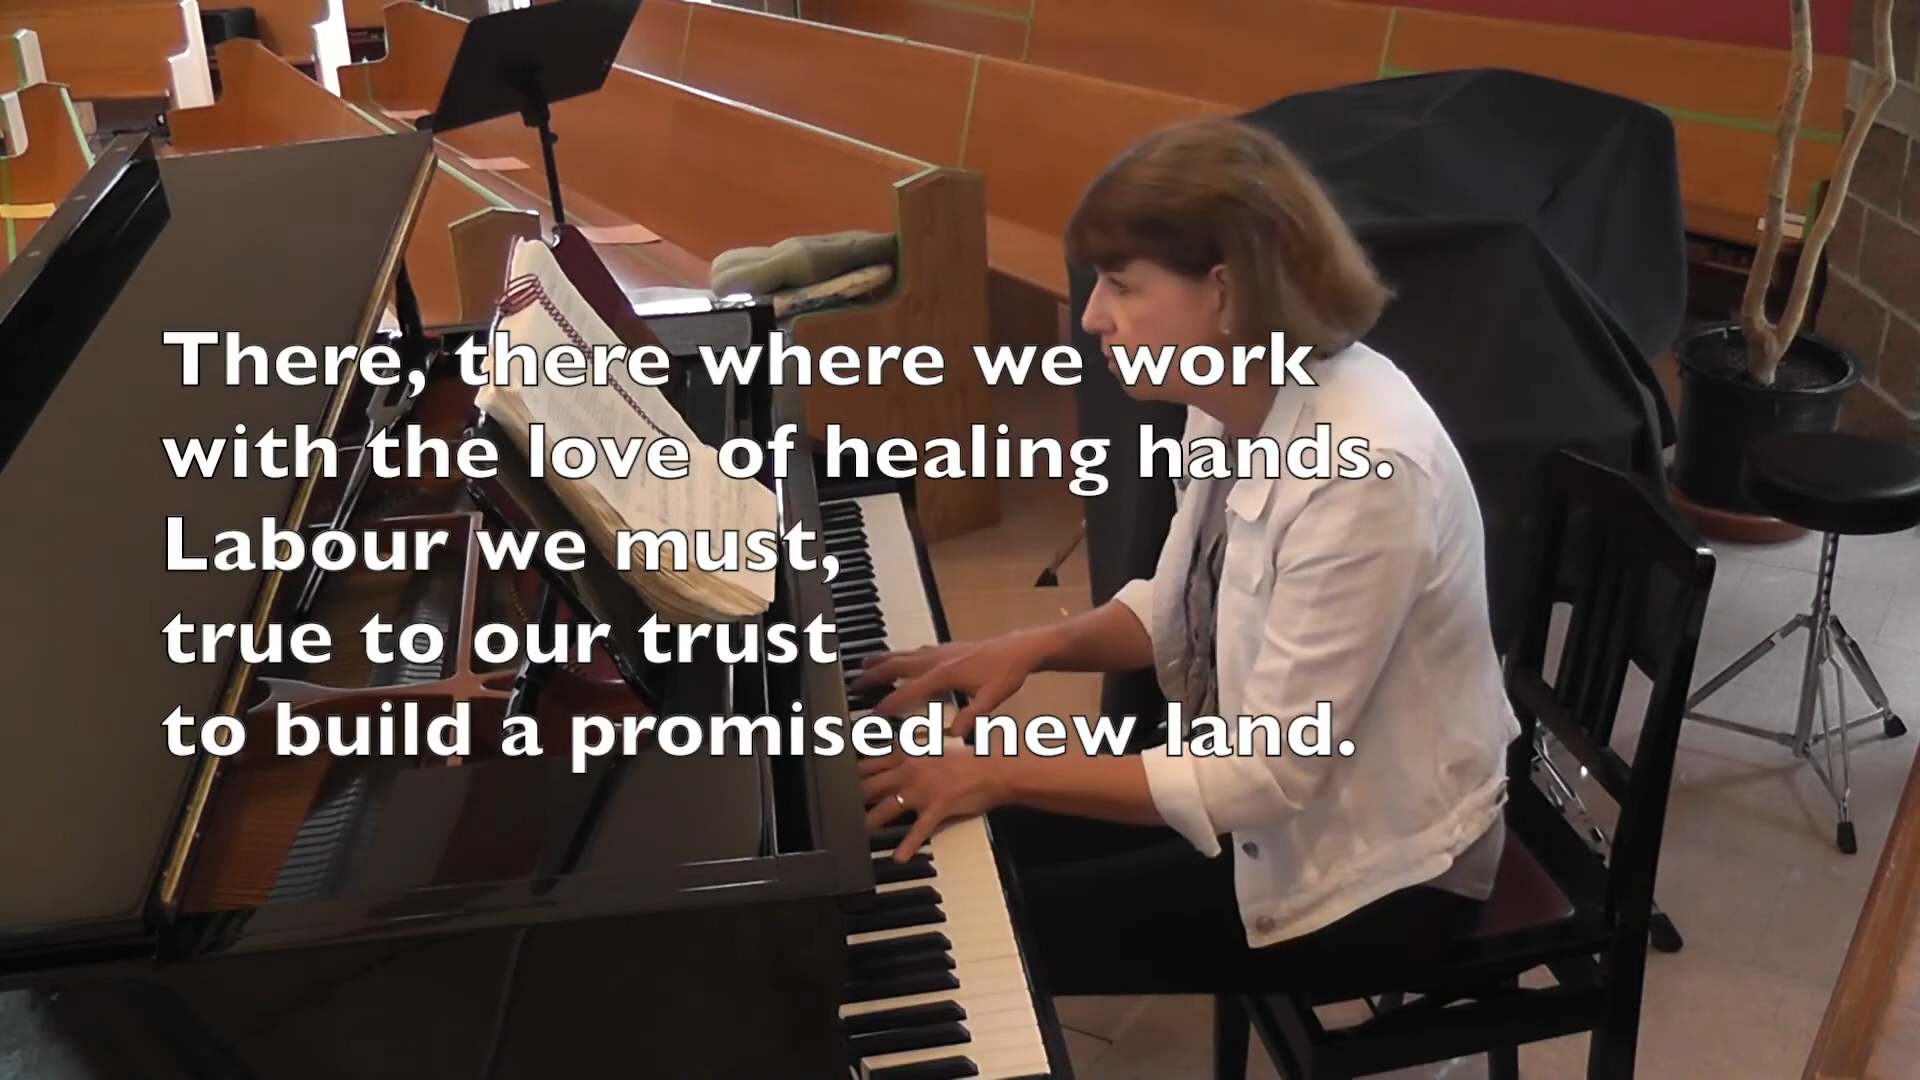 There, there where we work
with the love of healing hands.
Labour we must,
true to our trust
to build a promised new land.